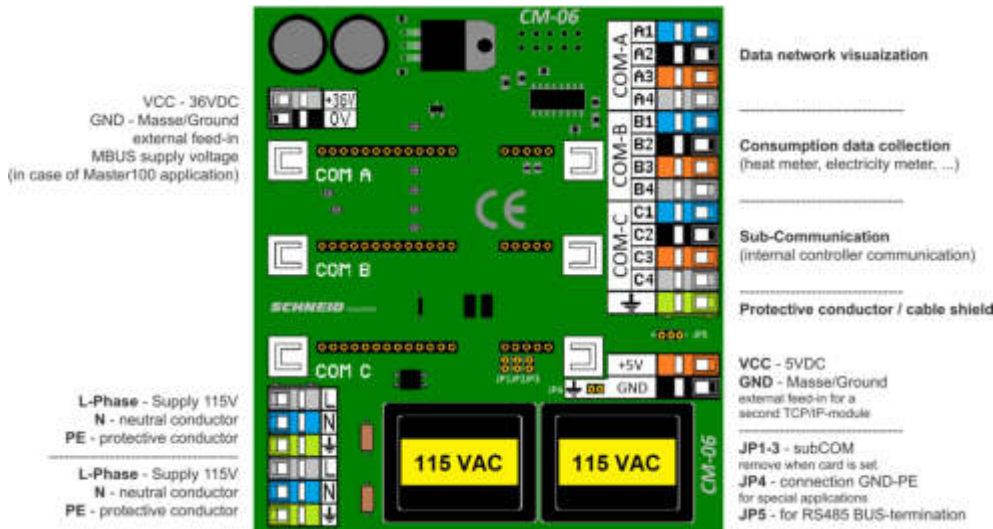 CM-06
VCC - 36VDC
GND - Masse/Ground
external feed-in
MBUS supply voltage
(in case of Master100 application)
+36V
0V
COM A
COM B
COM C
SCHNEID
COM-A
A1
A2
A3
A4
COM-B
B1
B2
B3
B4
COM-C
C1
C2
C3
C4
Data network visuaization
Consumption data collection
(heat meter, electricity meter, ...)
Sub-Communication
(internal controller communication)
Protective conductor / cable shield
JP5
+5V
GND
JP4
JP1JP2JP3
VCC - 5VDC
GND - Masse/Ground
external feed-in for a
second TCP/IP-module
JP1-3 - subCOM
remove when card is set
JP4 - connection GND-PE
for special applications
JP5 - for RS485 BUS-termination
L-Phase - Supply 115V
N - neutral conductor
PE - protective conductor
L-Phase - Supply 115V
N - neutral conductor
PE - protective conductor
L
N
L
N
115 VAC
115 VAC
CM-06
CE